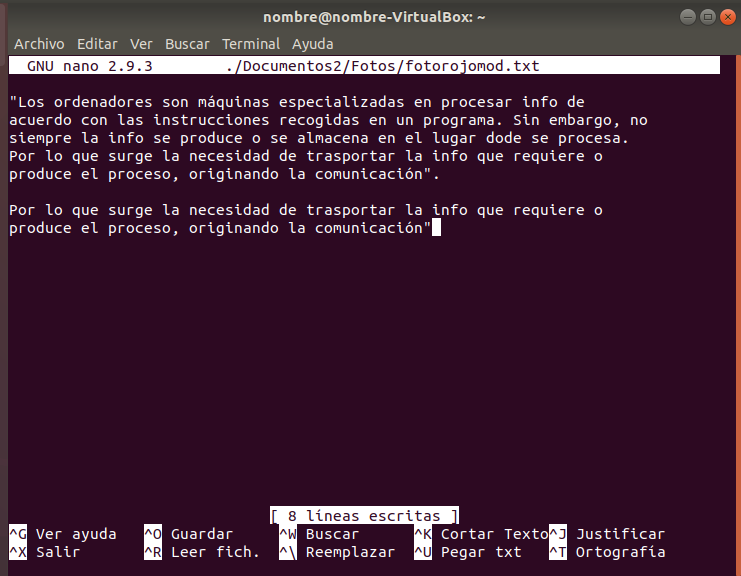 nombre@nombre-VirtualBox: ~
Archivo Editar Ver Buscar Terminal Ayuda
GNU nano 2.9.3 ./Documentos2/Fotos/fotorojomod.txt
"Los ordenadores son máquinas especializadas en procesar info de
acuerdo con las instrucciones recogidas en un programa. Sin embargo, no
siempre la info se produce o se almacena en el lugar dode se procesa.
Por lo que surge la necesidad de trasportar la info que requiere o
produce el proceso, originando la comunicación".
Por lo que surge la necesidad de trasportar la info que requiere o
produce el proceso, originando la comunicación"
[ 8 líneas escritas ]
^G Ver ayuda ^O Guardar ^W Buscar ^K Cortar Texto ^J Justificar
^X Salir ^R Leer fich. ^\ Reemplazar ^U Pegar txt ^T Ortografía